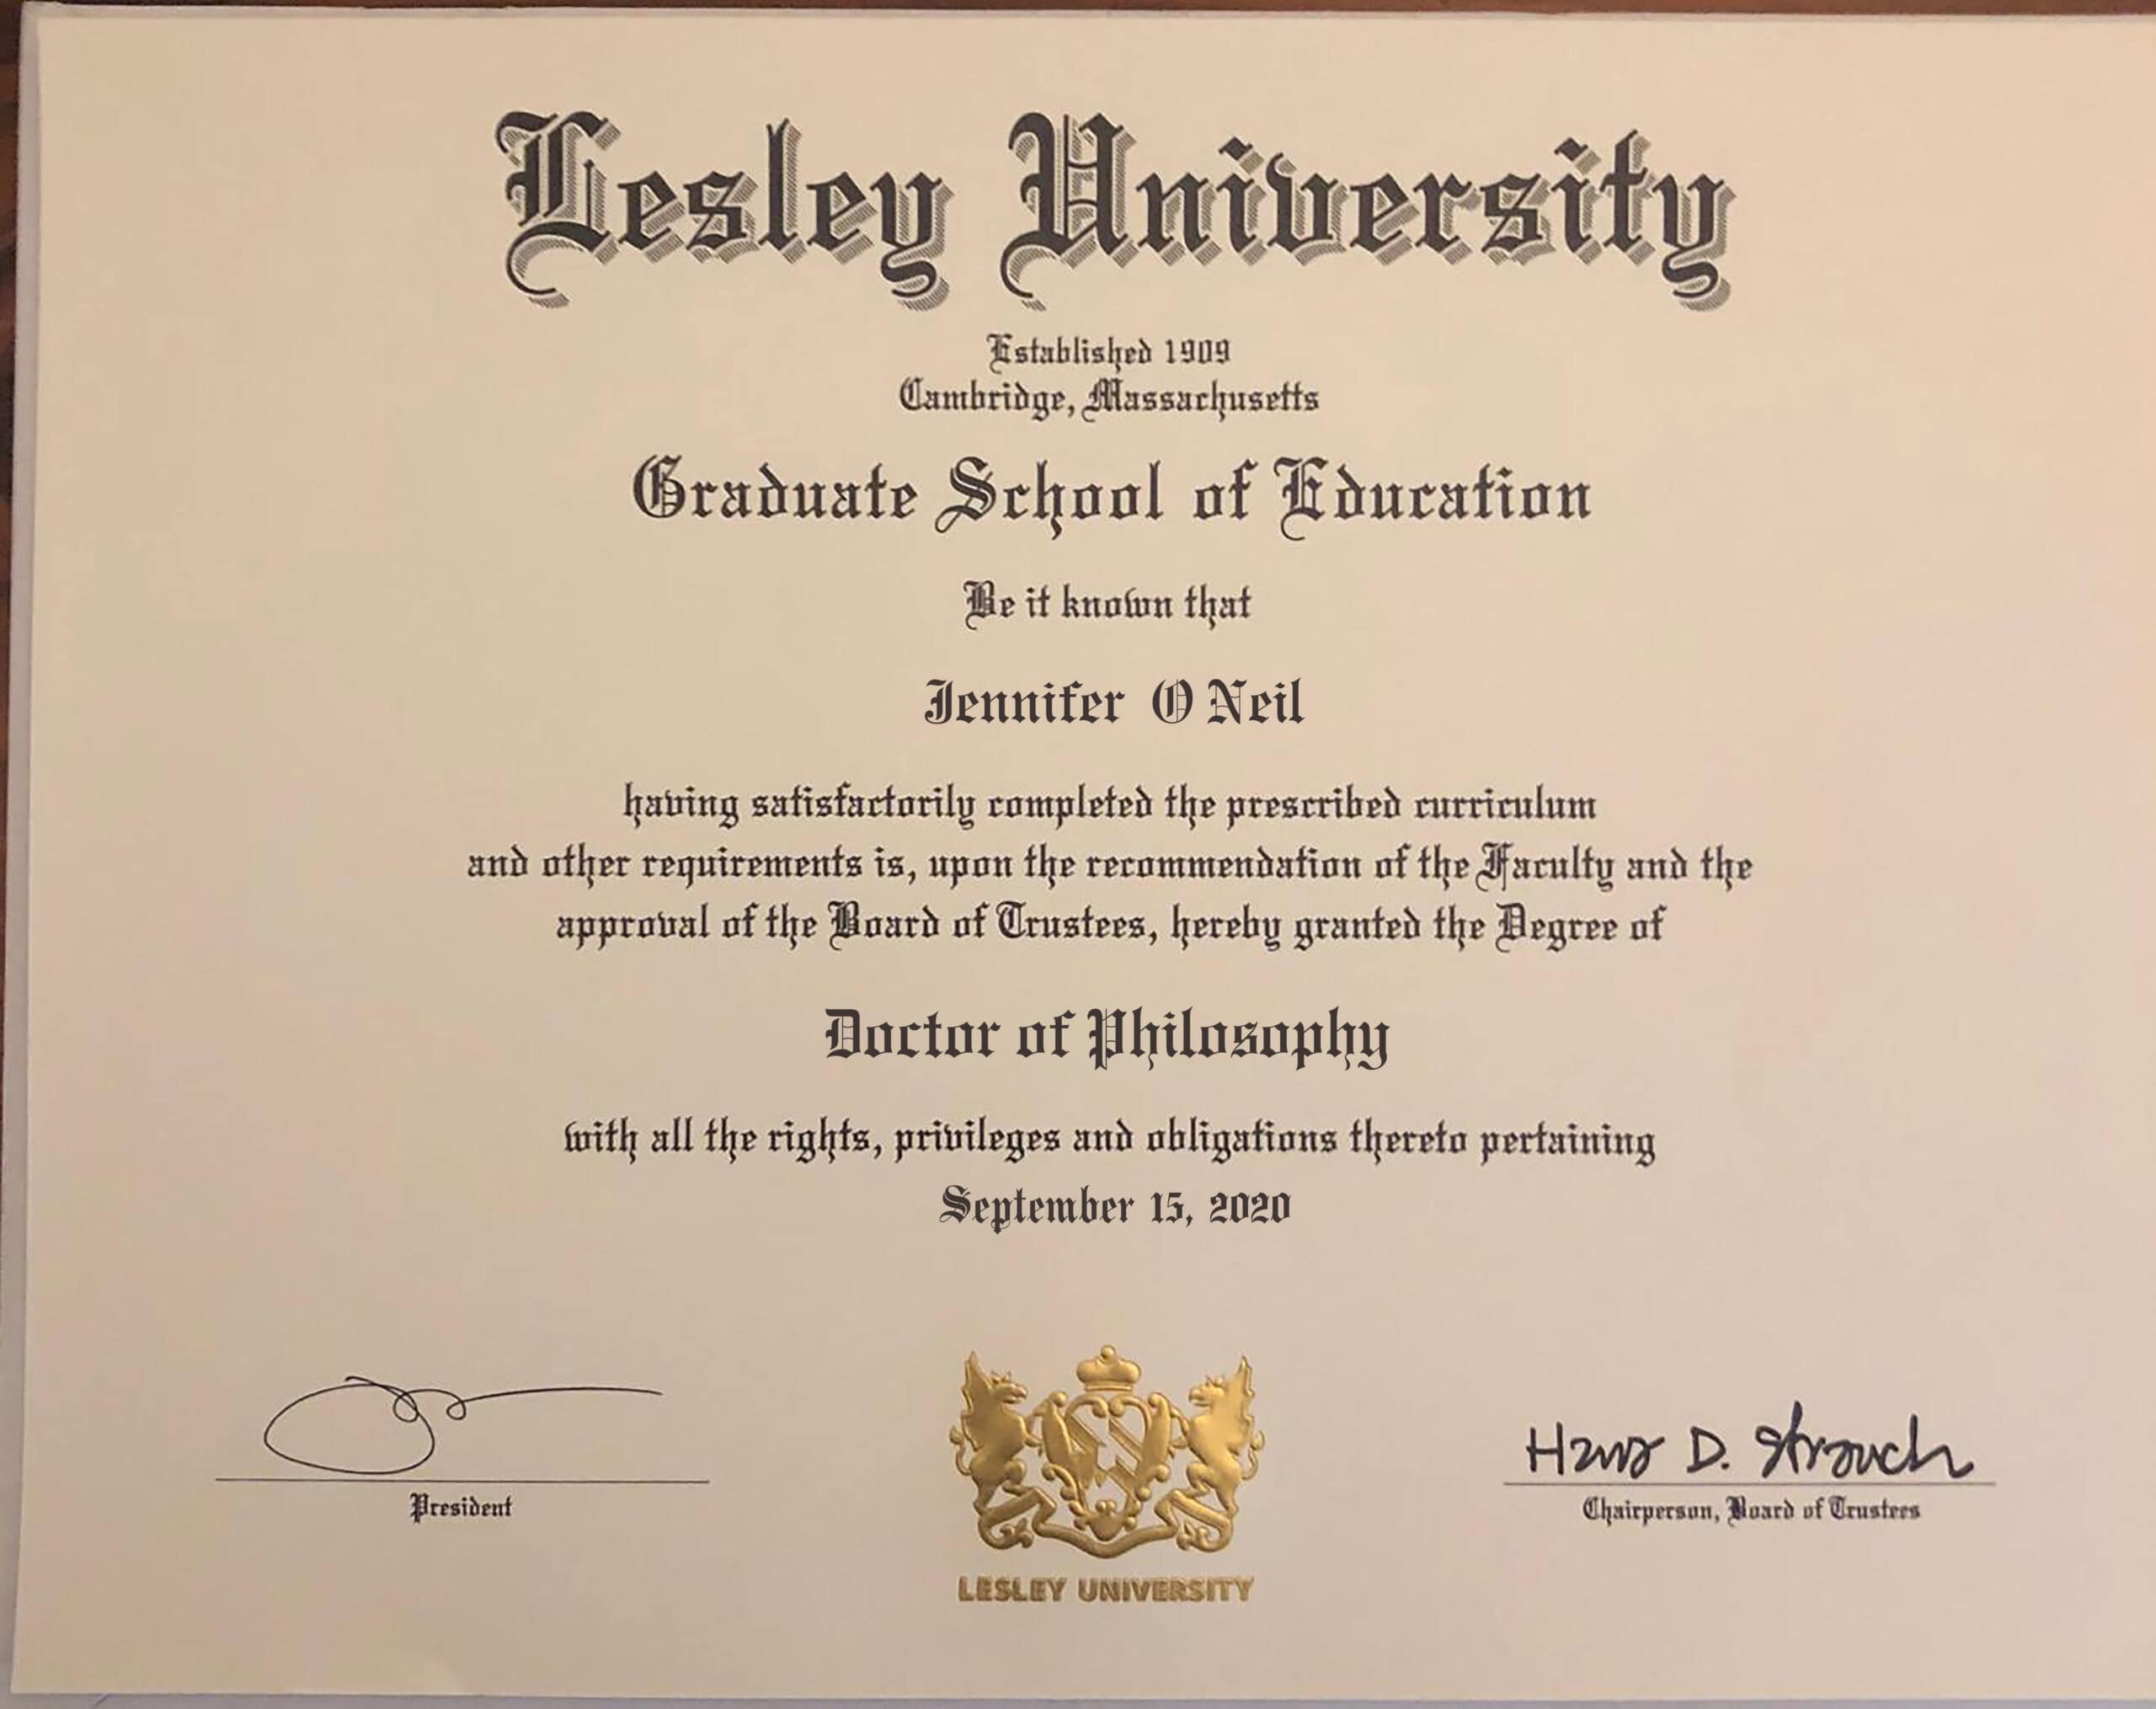 Lesley University
Established 1909
Cambridge, Massachusetts
Graduate School of Education
Be it known that
Jennifer O Neil
having satisfactorily completed the prescribed curriculum
and other requirements is, upon the recommendation of the Faculty and the
approval of the Board of Trustees, hereby granted the Degree of
Doctor of Philosophy
with all the rights, privileges and obligations thereto pertaining
September 15, 2020
Hans D. Strauch
President
Chairperson, Board of Trustees
LESLEY UNIVERSITY